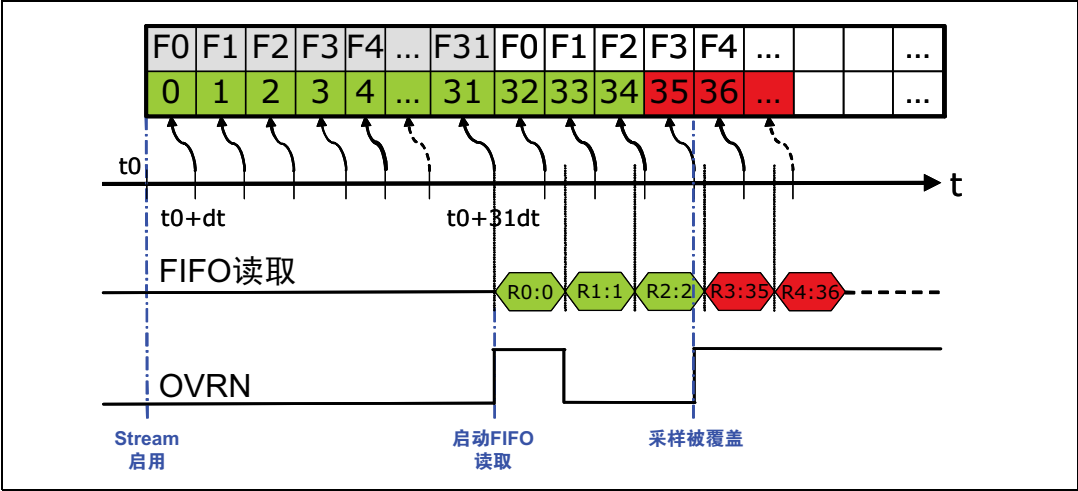 F0 F1 F2 F3 F4 ... F31 F0 F1 F2 F3 F4 ... ...
0 1 2 3 4 ... 31 32 33 34 35 36 ... ...
t0
t
t0+dt t0+31dt
FIFO读取
R0:0 R1:1 R2:2 R3:35 R4:36
OVRN
Stream
启用
启动FIFO
读取
采样被覆盖